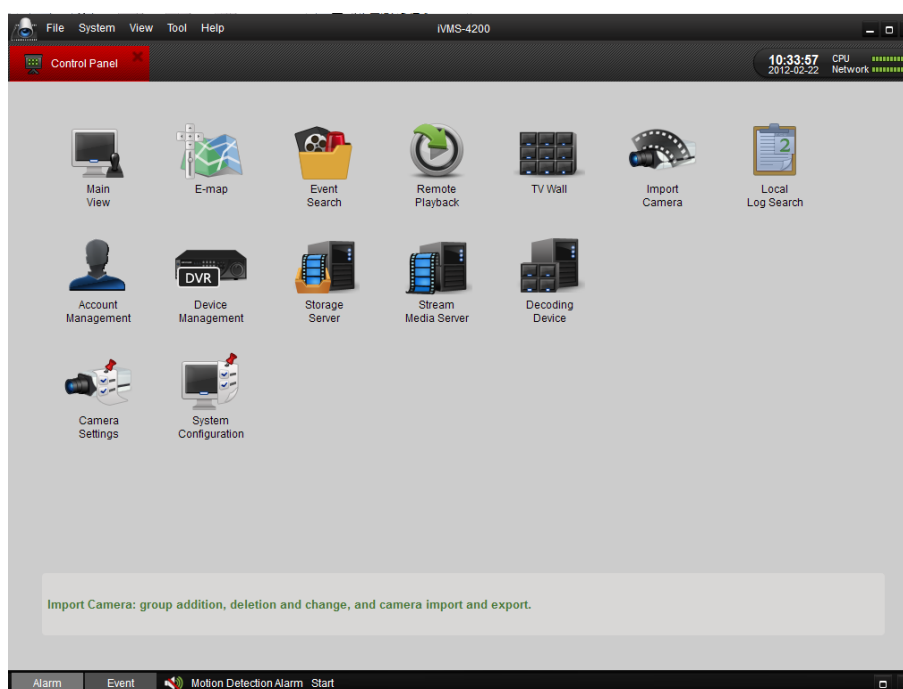 File System View Tool Help iVMS-4200
Control Panel
10:33:57 CPU
2012-02-22 Network
Main View
E-map
Event Search
Remote Playback
TV Wall
Import Camera
2
Local Log Search
Account Management
DVR
Device Management
Storage Server
Stream Media Server
Decoding Device
Camera Settings
System Configuration
Import Camera: group addition, deletion and change, and camera import and export.
Alarm Event Motion Detection Alarm Start